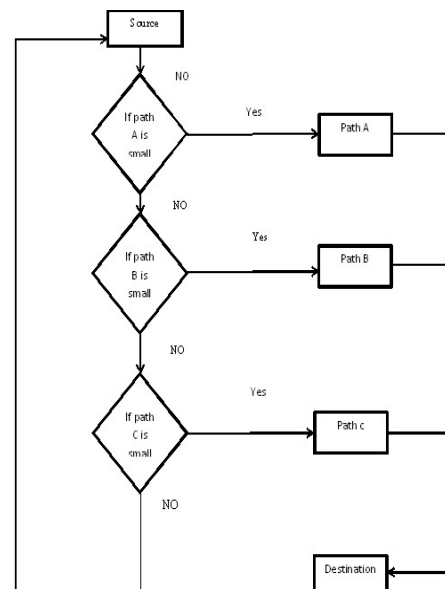 Source
NO
If path
A is
small
Yes
Path A
NO
If path
B is
small
Yes
Path B
NO
If path
C is
small
Yes
Path c
NO
Destination